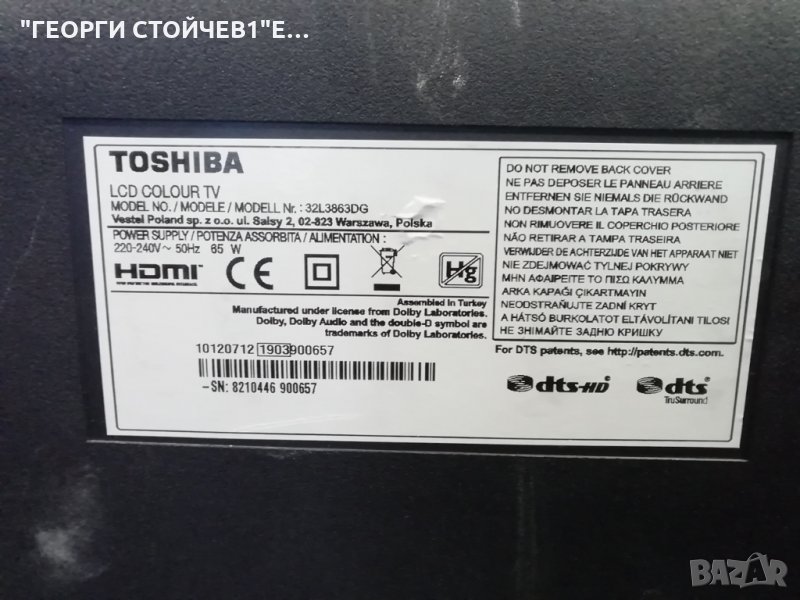 "ГЕОРГИ СТОЙЧЕВ1"Е...
TOSHIBA
LCD COLOUR TV
MODEL NO. / MODELE / MODELL Nr. : 32L3863DG
Vestel Poland sp. z o.o. ul. Salsy 2, 02-823 Warszawa, Polska
POWER SUPPLY / POTENZA ASSORBITA / ALIMENTATION :
220-240V ~ 50Hz 65 W
HDMI CE Hg
Assembled in Turkey
Manufactured under license from Dolby Laboratories.
Dolby, Dolby Audio and the double-D symbol are
trademarks of Dolby Laboratories.
10120712 1903900657
-SN: 8210446 900657
DO NOT REMOVE BACK COVER
NE PAS DEPOSER LE PANNEAU ARRIERE
ENTFERNEN SIE NIEMALS DIE RÜCKWAND
NO DESMONTAR LA TAPA TRASERA
NON RIMUOVERE IL COPERCHIO POSTERIORE
NÃO RETIRAR A TAMPA TRASEIRA
VERWIJDER DE ACHTERZIJDE VAN HET APPARAAT NIET
NIE ZDEJMOWAĆ TYLNEJ POKRYWY
ΜΗΝ ΑΦΑΙΡΕΙΤΕ ΤΟ ΠΙΣΩ ΚΑΛΥΜΜΑ
ARKA KAPAĞI ÇIKARTMAYIN
NEODSTRAŇUJTE ZADNÍ KRYT
A HÁTSÓ BURKOLATOT ELTÁVOLÍTANI TILOS!
НЕ ЗНІМАЙТЕ ЗАДНЮ КРИШКУ
For DTS patents, see http://patents.dts.com.
dts-HD
dts
TruSurround
BAZAR